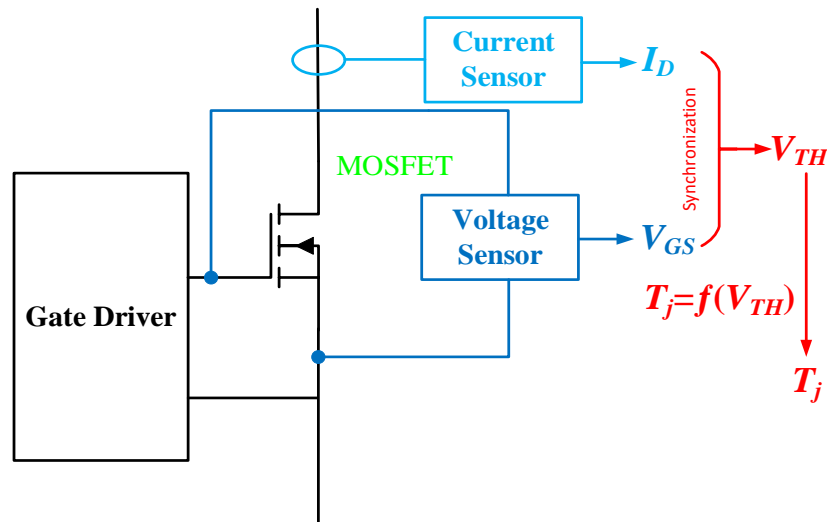 Current
Sensor
I_D
MOSFET
Synchronization
V_TH
Voltage
Sensor
V_GS
Gate Driver
T_j=f(V_TH)
T_j